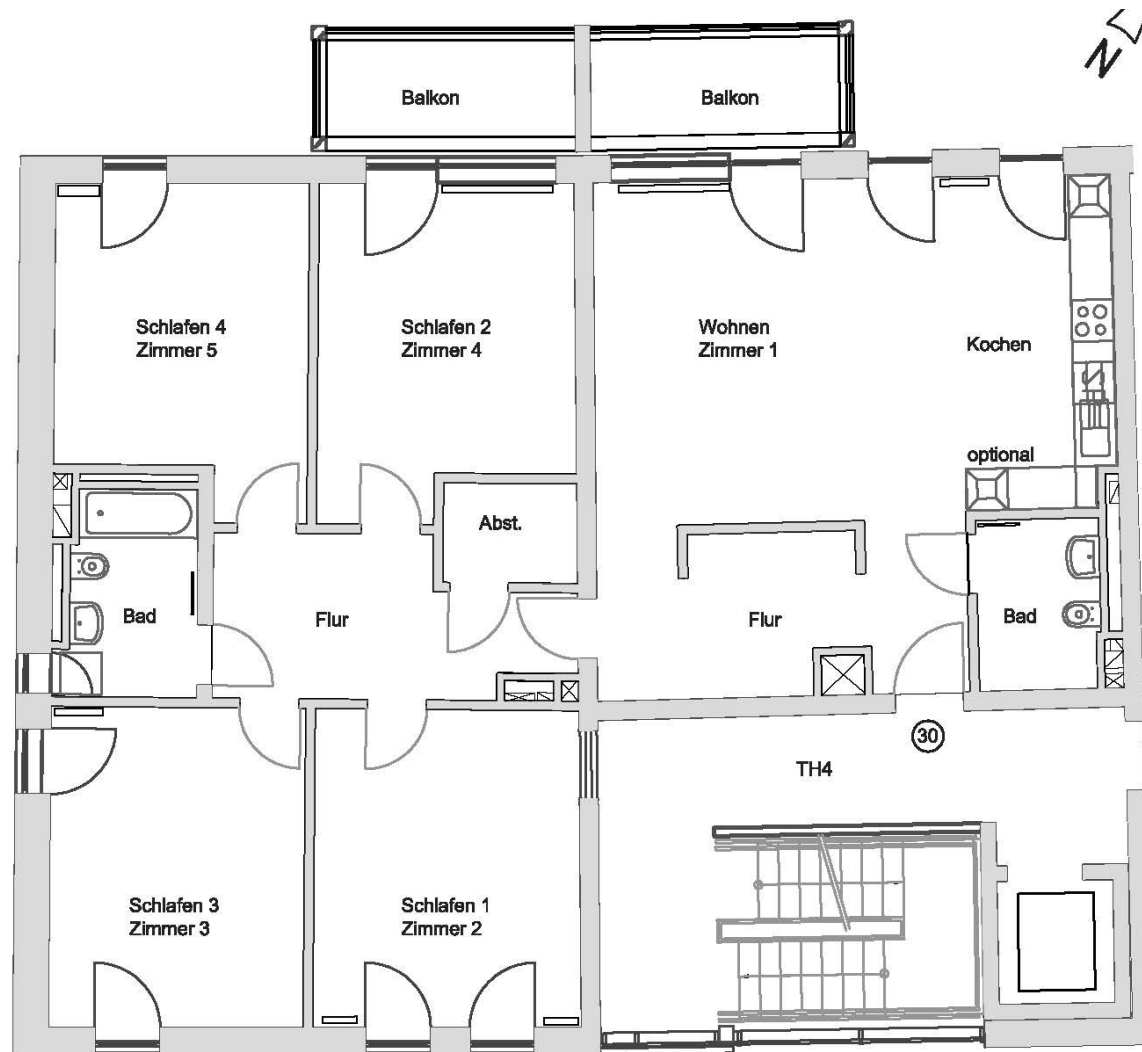 N
Balkon
Balkon
Schlafen 4
Zimmer 5
Schlafen 2
Zimmer 4
Wohnen
Zimmer 1
Kochen
optional
Abst.
Bad
Flur
Flur
Bad
30
TH4
Schlafen 3
Zimmer 3
Schlafen 1
Zimmer 2